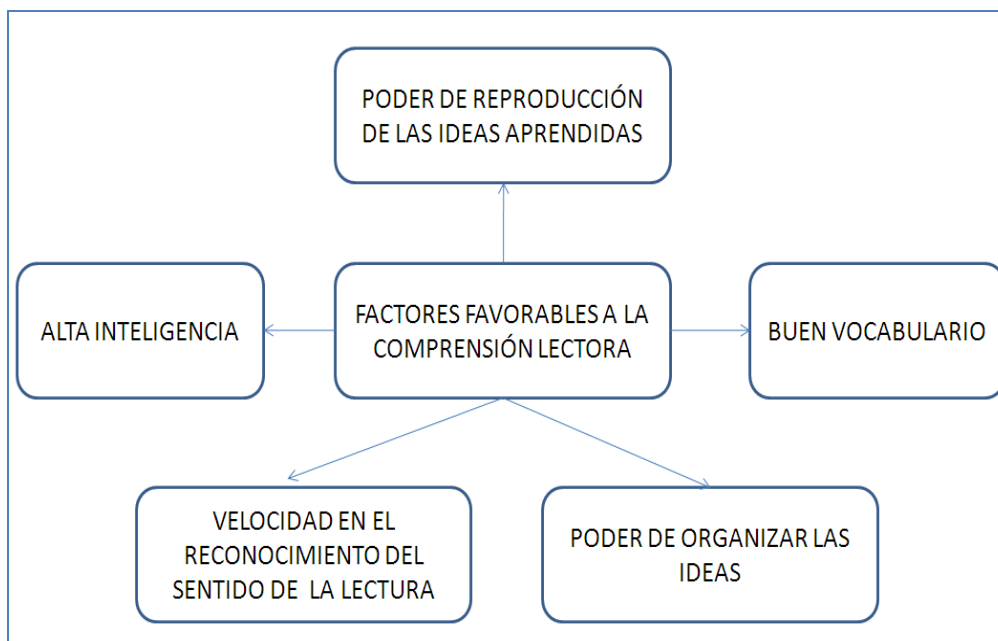 PODER DE REPRODUCCIÓN
DE LAS IDEAS APRENDIDAS
ALTA INTELIGENCIA
FACTORES FAVORABLES A LA
COMPRENSIÓN LECTORA
BUEN VOCABULARIO
VELOCIDAD EN EL
RECONOCIMIENTO DEL
SENTIDO DE LA LECTURA
PODER DE ORGANIZAR LAS
IDEAS